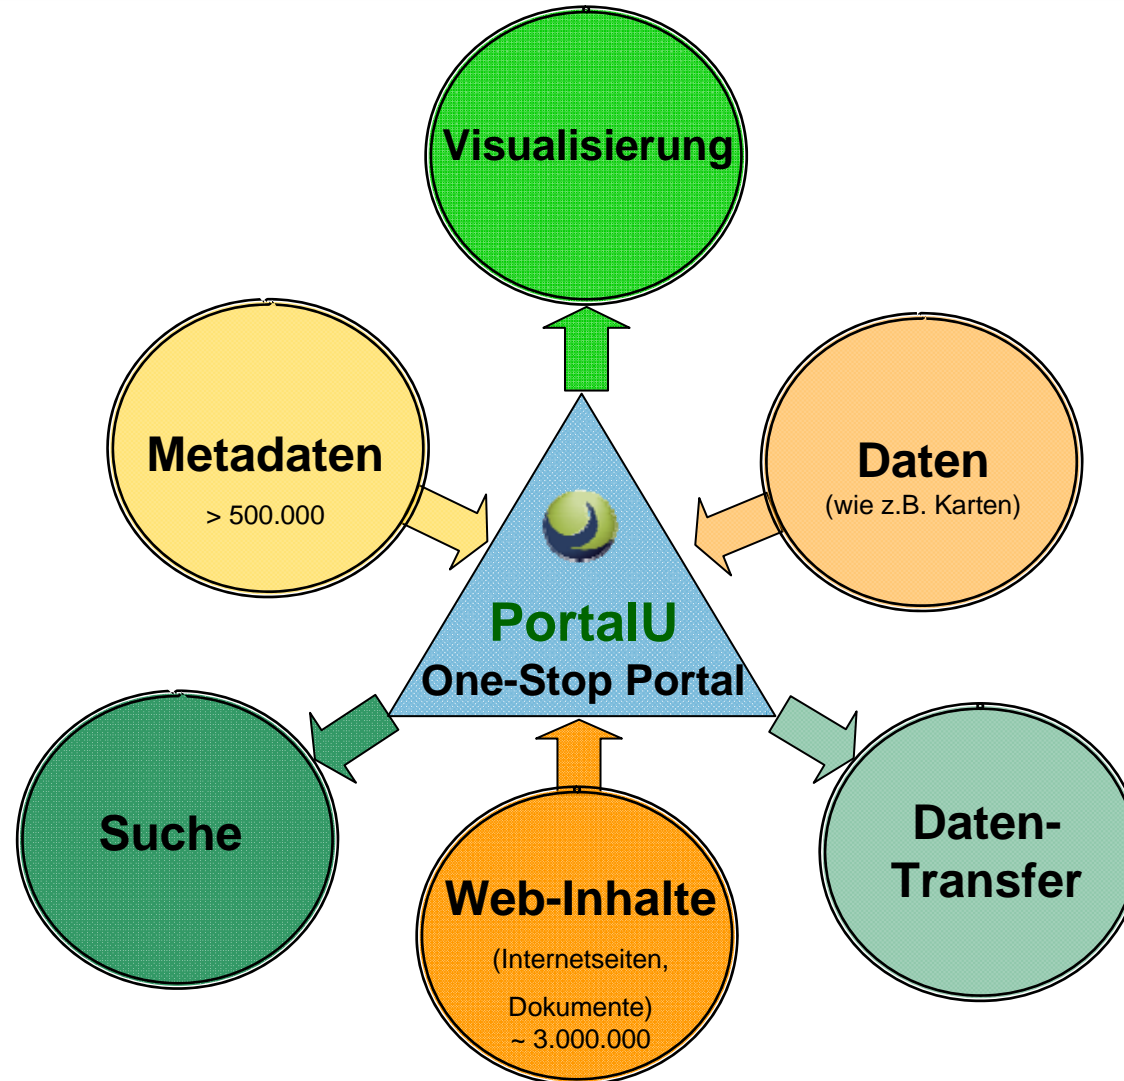 Visualisierung
Metadaten
> 500.000
Daten
(wie z.B. Karten)
PortalU
One-Stop Portal
Suche
Daten-
Transfer
Web-Inhalte
(Internetseiten,
Dokumente)
~ 3.000.000